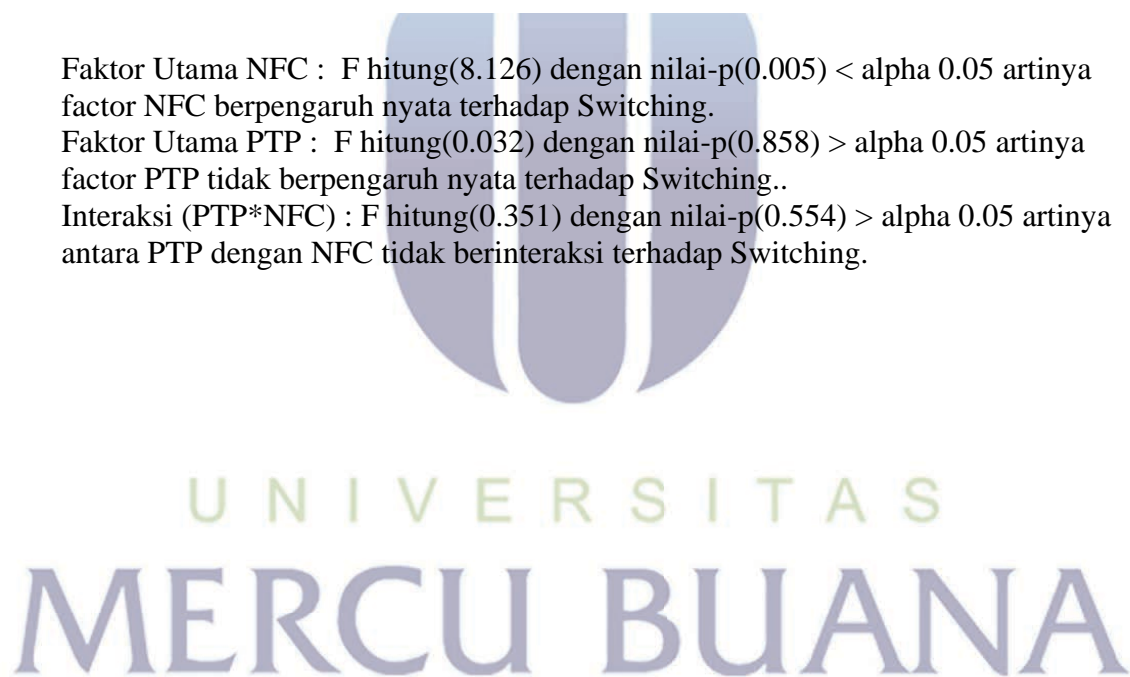 Faktor Utama NFC : F hitung(8.126) dengan nilai-p(0.005) < alpha 0.05 artinya
factor NFC berpengaruh nyata terhadap Switching.
Faktor Utama PTP : F hitung(0.032) dengan nilai-p(0.858) > alpha 0.05 artinya
factor PTP tidak berpengaruh nyata terhadap Switching..
Interaksi (PTP*NFC) : F hitung(0.351) dengan nilai-p(0.554) > alpha 0.05 artinya
antara PTP dengan NFC tidak berinteraksi terhadap Switching.
UNIVERSITAS
MERCU BUANA